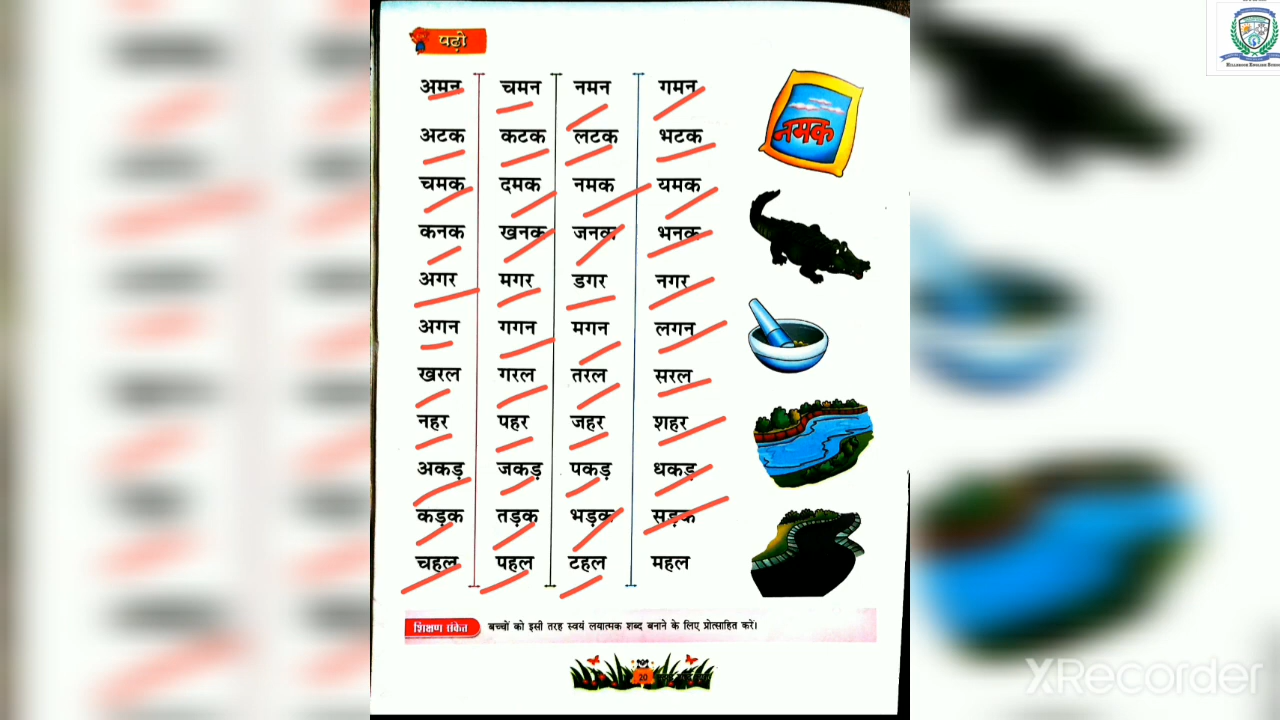 पढ़ो
अमन चमन नमन गमन
अटक कटक लटक भटक
चमक दमक नमक यमक
कनक खनक जनक भनक
अगर मगर डगर नगर
अगन गगन मगन लगन
खरल गरल तरल सरल
नहर पहर जहर शहर
अकड़ जकड़ पकड़ धकड़
कड़क तड़क भड़क सड़क
चहल पहल टहल महल
नमक
शिक्षण संकेत बच्चों को इसी तरह स्वयं लयात्मक शब्द बनाने के लिए प्रोत्साहित करें।
20
XRecorder